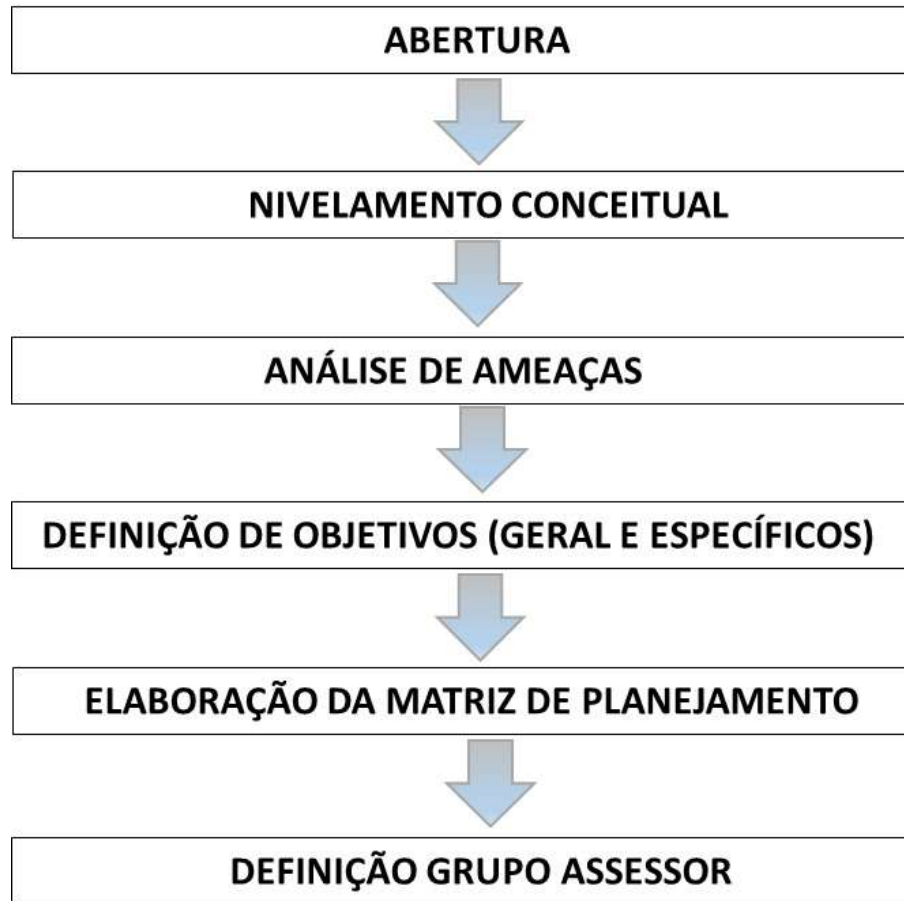 ABERTURA
NIVELAMENTO CONCEITUAL
ANÁLISE DE AMEAÇAS
DEFINIÇÃO DE OBJETIVOS (GERAL E ESPECÍFICOS)
ELABORAÇÃO DA MATRIZ DE PLANEJAMENTO
DEFINIÇÃO GRUPO ASSESSOR